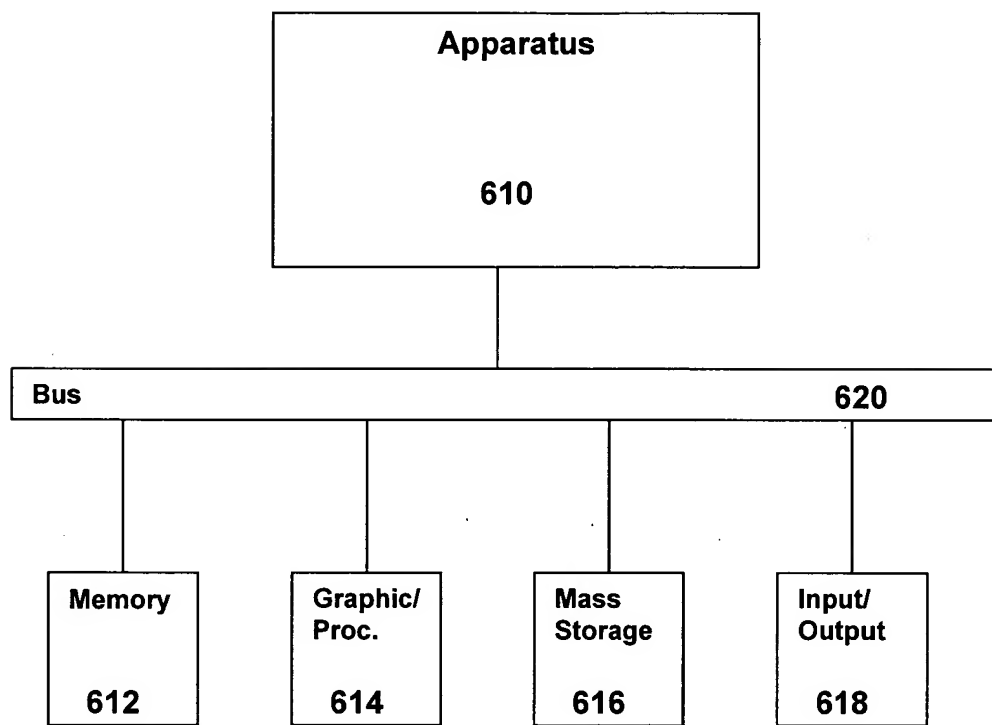 Apparatus
610
Bus 620
Memory
612
Graphic/
Proc.
614
Mass
Storage
616
Input/
Output
618